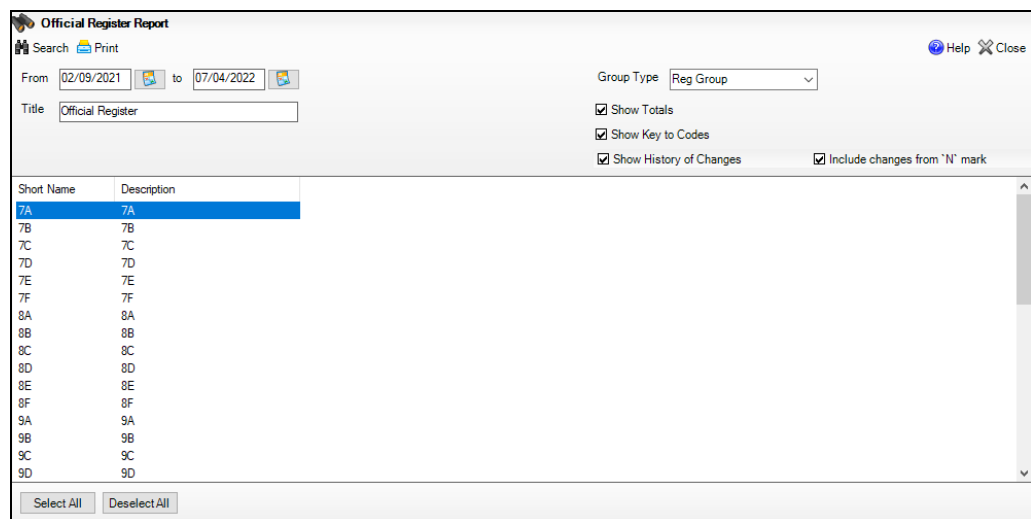 Official Register Report
Search Print Help Close
From 02/09/2021 to 07/04/2022 Group Type Reg Group
Title Official Register Show Totals
Show Key to Codes
Show History of Changes Include changes from `N` mark
Short Name Description
7A 7A
7B 7B
7C 7C
7D 7D
7E 7E
7F 7F
8A 8A
8B 8B
8C 8C
8D 8D
8E 8E
8F 8F
9A 9A
9B 9B
9C 9C
9D 9D
Select All Deselect All